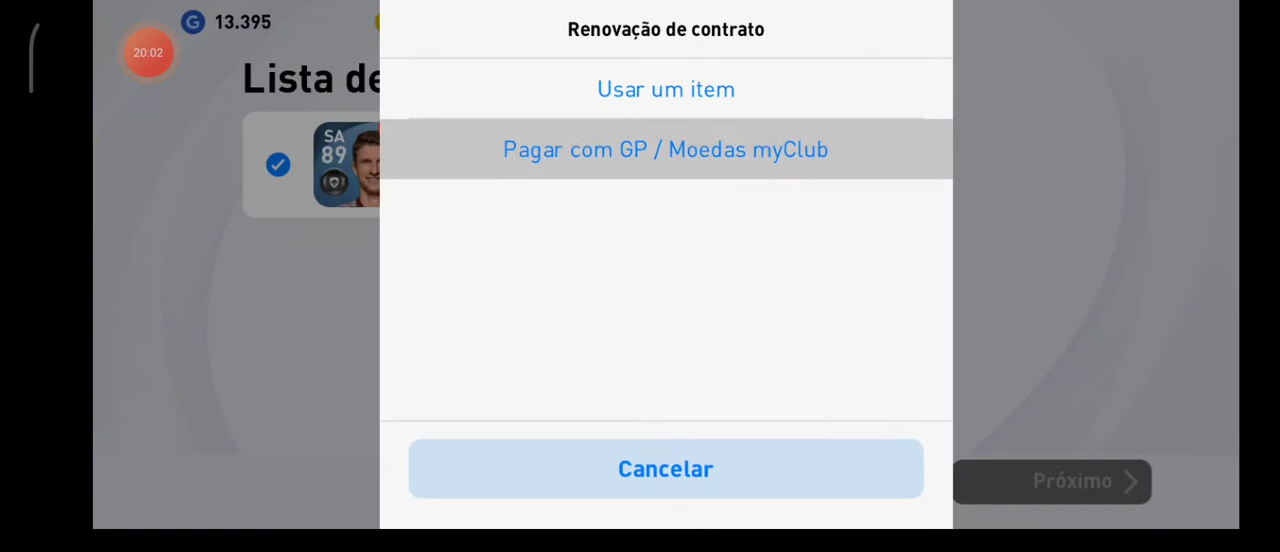 13.395
20:02
Lista de
SA
89
Renovação de contrato
Usar um item
Pagar com GP / Moedas myClub
Cancelar
Próximo